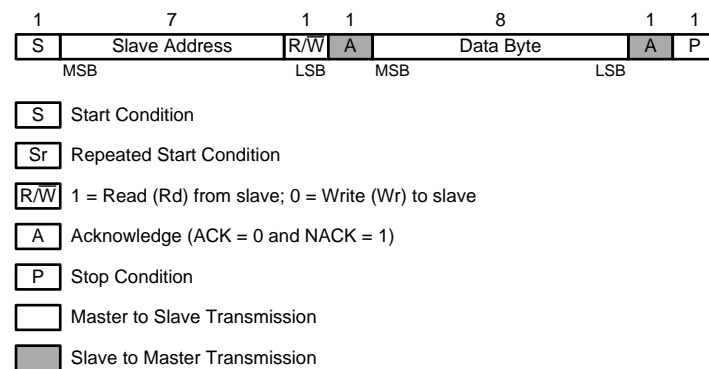 1 7 1 1 8 1 1
S Slave Address R/W̅ A Data Byte A P
MSB LSB MSB LSB
S Start Condition
Sr Repeated Start Condition
R/W̅ 1 = Read (Rd) from slave; 0 = Write (Wr) to slave
A Acknowledge (ACK = 0 and NACK = 1)
P Stop Condition
Master to Slave Transmission
Slave to Master Transmission